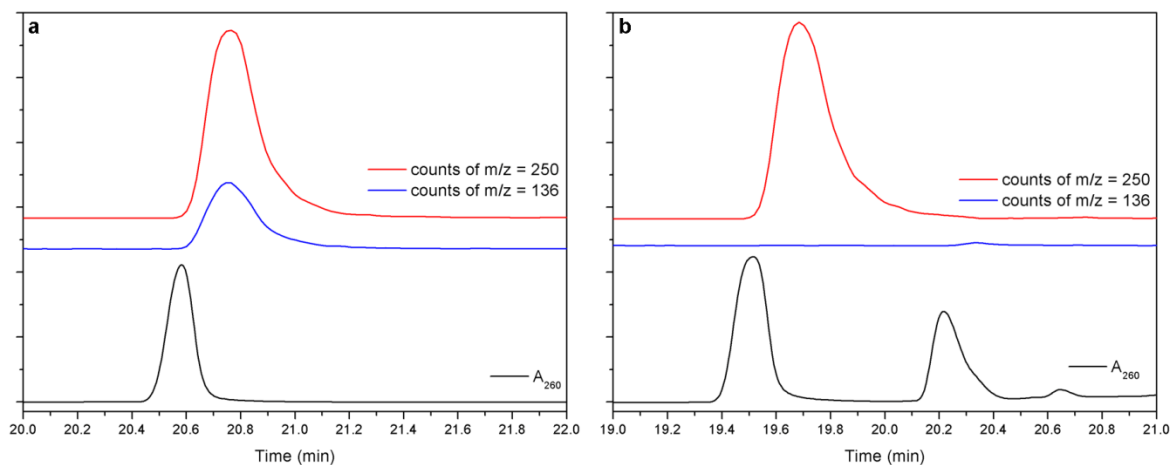 a
counts of m/z = 250
counts of m/z = 136
A260
20.0 20.2 20.4 20.6 20.8 21.0 21.2 21.4 21.6 21.8 22.0
Time (min)
b
counts of m/z = 250
counts of m/z = 136
A260
19.0 19.2 19.4 19.6 19.8 20.0 20.2 20.4 20.6 20.8 21.0
Time (min)